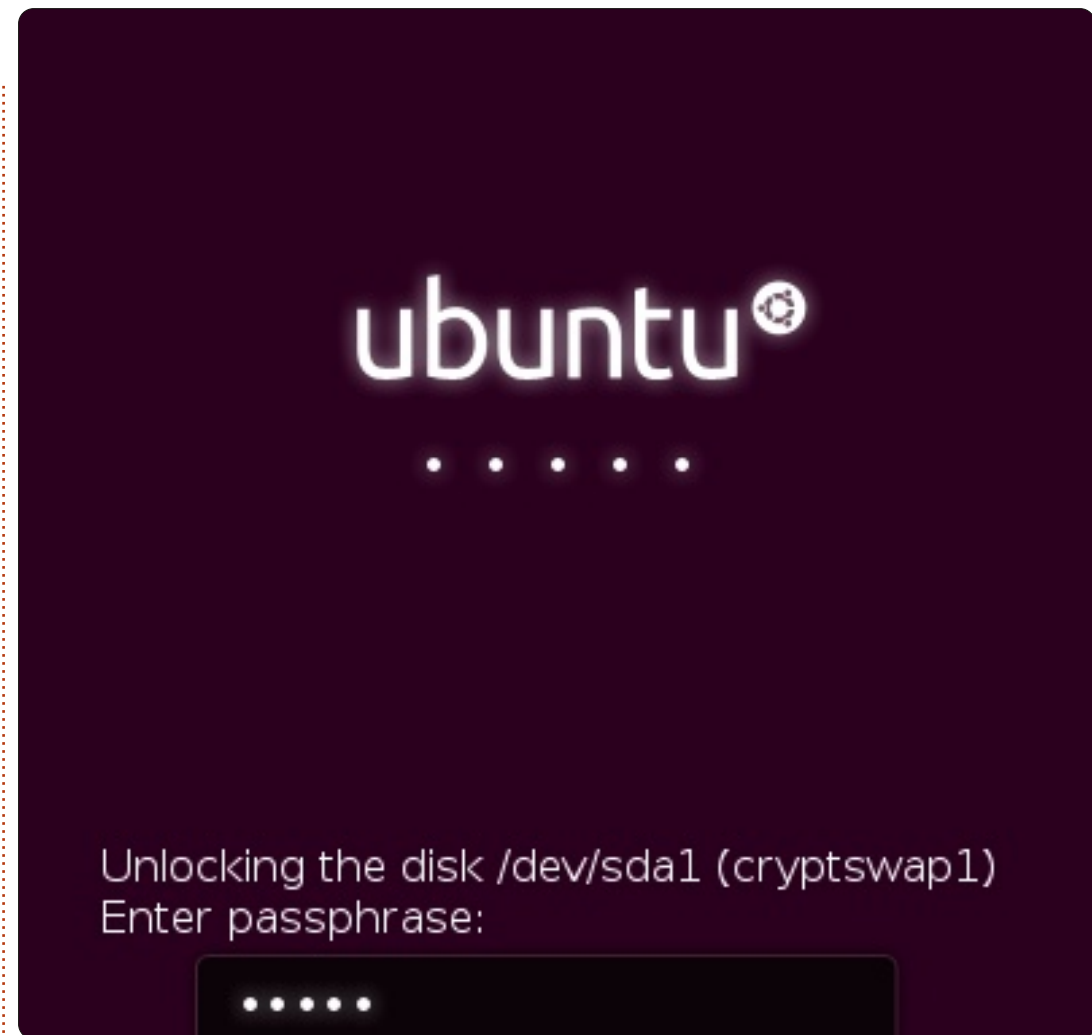 ubuntu
Unlocking the disk /dev/sda1 (cryptswap1)
Enter passphrase: